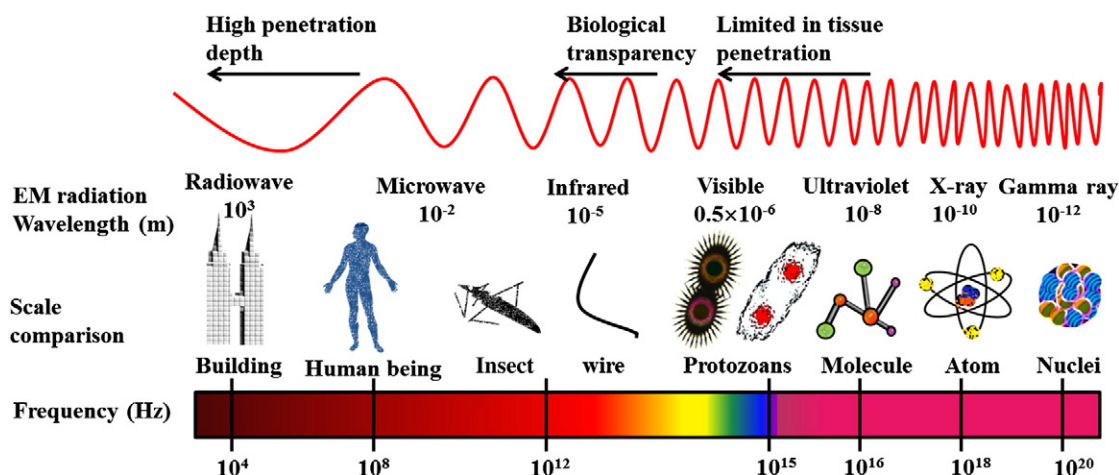 High penetration
depth
Biological
transparency
Limited in tissue
penetration
EM radiation
Wavelength (m)
Radiowave
10³
Microwave
10⁻²
Infrared
10⁻⁵
Visible
0.5×10⁻⁶
Ultraviolet
10⁻⁸
X-ray
10⁻¹⁰
Gamma ray
10⁻¹²
Scale
comparison
Building
Human being
Insect
wire
Protozoans
Molecule
Atom
Nuclei
Frequency (Hz)
10⁴
10⁸
10¹²
10¹⁵
10¹⁶
10¹⁸
10²⁰